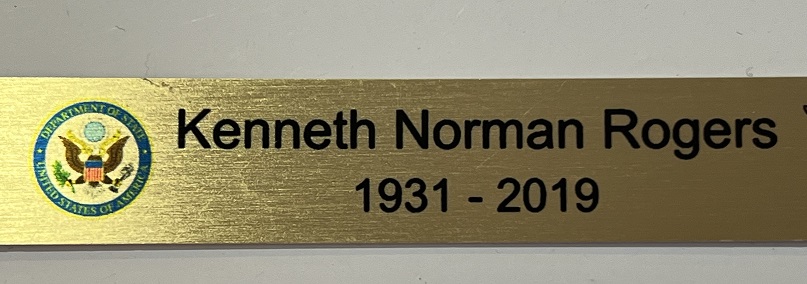 DEPARTMENT OF STATE
UNITED STATES OF AMERICA
Kenneth Norman Rogers
1931 - 2019